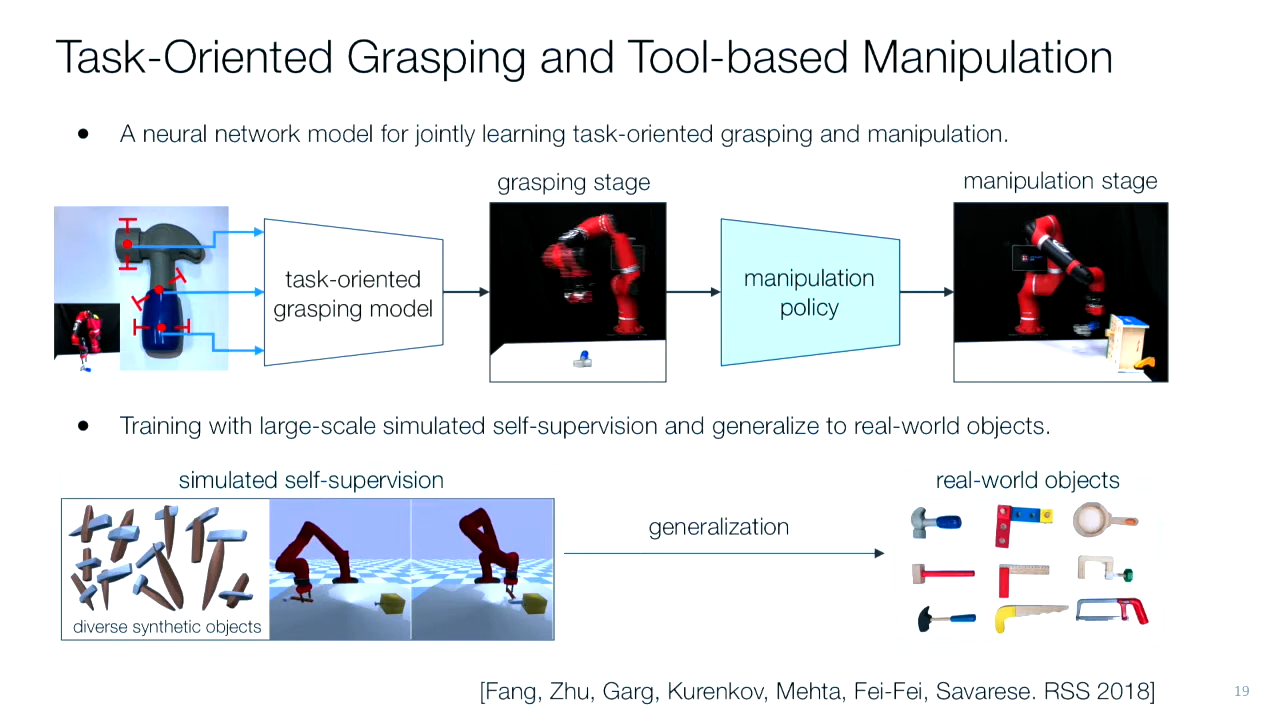 Task-Oriented Grasping and Tool-based Manipulation
● A neural network model for jointly learning task-oriented grasping and manipulation.
grasping stage
manipulation stage
task-oriented
grasping model
manipulation
policy
● Training with large-scale simulated self-supervision and generalize to real-world objects.
simulated self-supervision
real-world objects
generalization
diverse synthetic objects
[Fang, Zhu, Garg, Kurenkov, Mehta, Fei-Fei, Savarese. RSS 2018]
19